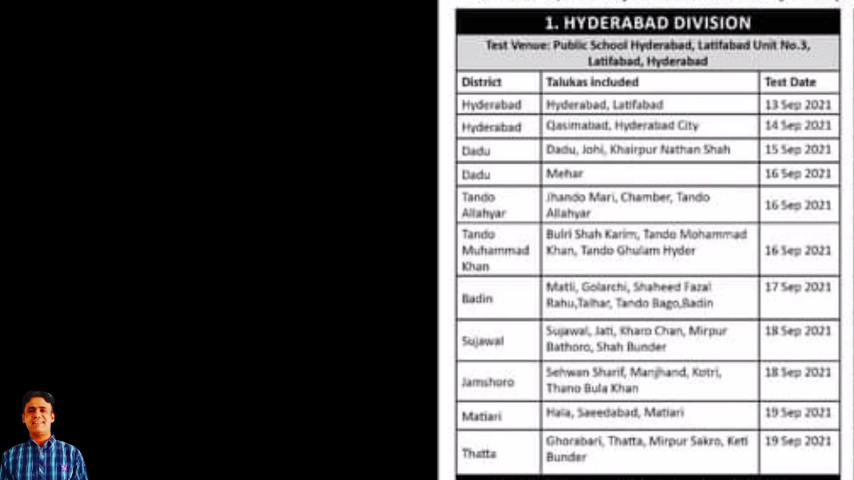 1. HYDERABAD DIVISION
Test Venue: Public School Hyderabad, Latifabad Unit No.3,
Latifabad, Hyderabad
District Talukas included Test Date
Hyderabad Hyderabad, Latifabad 13 Sep 2021
Hyderabad Qasimabad, Hyderabad City 14 Sep 2021
Dadu Dadu, Johi, Khairpur Nathan Shah 15 Sep 2021
Dadu Mehar 16 Sep 2021
Tando Jhando Mari, Chamber, Tando
Allahyar Allahyar 16 Sep 2021
Tando Bulri Shah Karim, Tando Mohammad
Muhammad Khan, Tando Ghulam Hyder 16 Sep 2021
Khan
Badin Matli, Golarchi, Shaheed Fazal 17 Sep 2021
Rahu,Talhar, Tando Bago,Badin
Sujawal Sujawal, Jati, Kharo Chan, Mirpur 18 Sep 2021
Bathoro, Shah Bunder
Jamshoro Sehwan Sharif, Manjhand, Kotri, 18 Sep 2021
Thano Bula Khan
Matiari Hala, Saeedabad, Matiari 19 Sep 2021
Thatta Ghorabari, Thatta, Mirpur Sakro, Keti 19 Sep 2021
Bunder